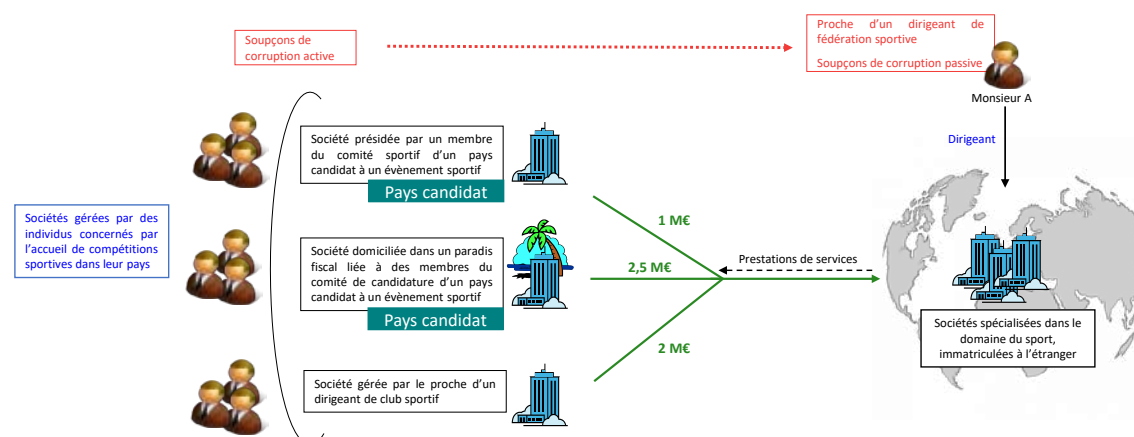 Soupçons de
corruption active
Proche d'un dirigeant de
fédération sportive
Soupçons de corruption passive
Monsieur A
Dirigeant
Société présidée par un membre
du comité sportif d'un pays
candidat à un évènement sportif
Pays candidat
Sociétés gérées par des
individus concernés par
l'accueil de compétitions
sportives dans leur pays
Société domiciliée dans un paradis
fiscal liée à des membres du
comité de candidature d'un pays
candidat à un évènement sportif
Pays candidat
Société gérée par le proche d'un
dirigeant de club sportif
1 M€
2,5 M€
2 M€
Prestations de services
Sociétés spécialisées dans le
domaine du sport,
immatriculées à l'étranger